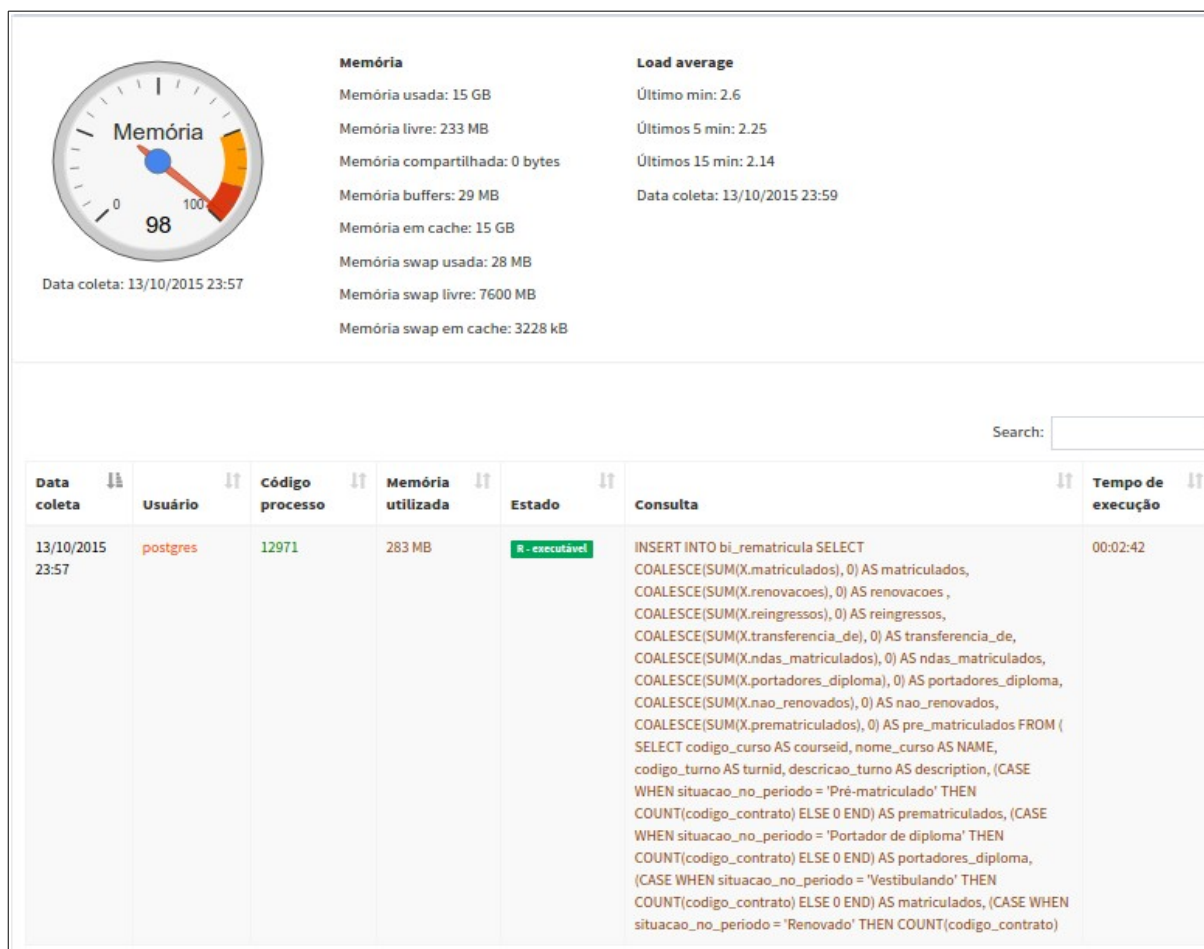 Memória
0
100
98
Data coleta: 13/10/2015 23:57
Memória
Memória usada: 15 GB
Memória livre: 233 MB
Memória compartilhada: 0 bytes
Memória buffers: 29 MB
Memória em cache: 15 GB
Memória swap usada: 28 MB
Memória swap livre: 7600 MB
Memória swap em cache: 3228 kB
Load average
Último min: 2.6
Últimos 5 min: 2.25
Últimos 15 min: 2.14
Data coleta: 13/10/2015 23:59
Search:
Data coleta
Usuário
Código processo
Memória utilizada
Estado
Consulta
Tempo de execução
13/10/2015 23:57
postgres
12971
283 MB
R - executável
INSERT INTO bi_rematricula SELECT
COALESCE(SUM(X.matriculados), 0) AS matriculados,
COALESCE(SUM(X.renovacoes), 0) AS renovacoes ,
COALESCE(SUM(X.reingressos), 0) AS reingressos,
COALESCE(SUM(X.transferencia_de), 0) AS transferencia_de,
COALESCE(SUM(X.ndas_matriculados), 0) AS ndas_matriculados,
COALESCE(SUM(X.portadores_diploma), 0) AS portadores_diploma,
COALESCE(SUM(X.nao_renovados), 0) AS nao_renovados,
COALESCE(SUM(X.prematriculados), 0) AS pre_matriculados FROM (
SELECT codigo_curso AS courseid, nome_curso AS NAME,
codigo_turno AS turnid, descricao_turno AS description, (CASE
WHEN situacao_no_periodo = 'Pré-matriculado' THEN
COUNT(codigo_contrato) ELSE 0 END) AS prematriculados, (CASE
WHEN situacao_no_periodo = 'Portador de diploma' THEN
COUNT(codigo_contrato) ELSE 0 END) AS portadores_diploma,
(CASE WHEN situacao_no_periodo = 'Vestibulando' THEN
COUNT(codigo_contrato) ELSE 0 END) AS matriculados, (CASE WHEN
situacao_no_periodo = 'Renovado' THEN COUNT(codigo_contrato)
00:02:42